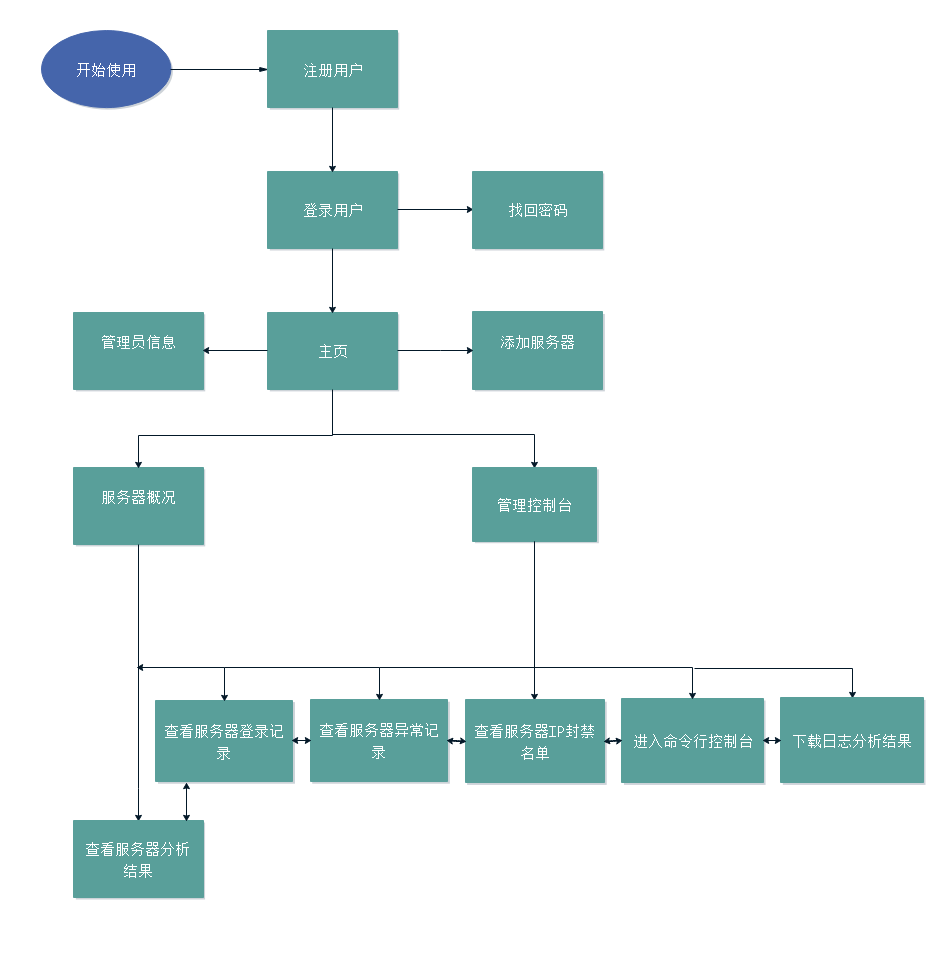 开始使用
注册用户
登录用户
找回密码
管理员信息
主页
添加服务器
服务器概况
管理控制台
查看服务器登录记
录
查看服务器异常记
录
查看服务器IP封禁
名单
进入命令行控制台
下载日志分析结果
查看服务器分析
结果